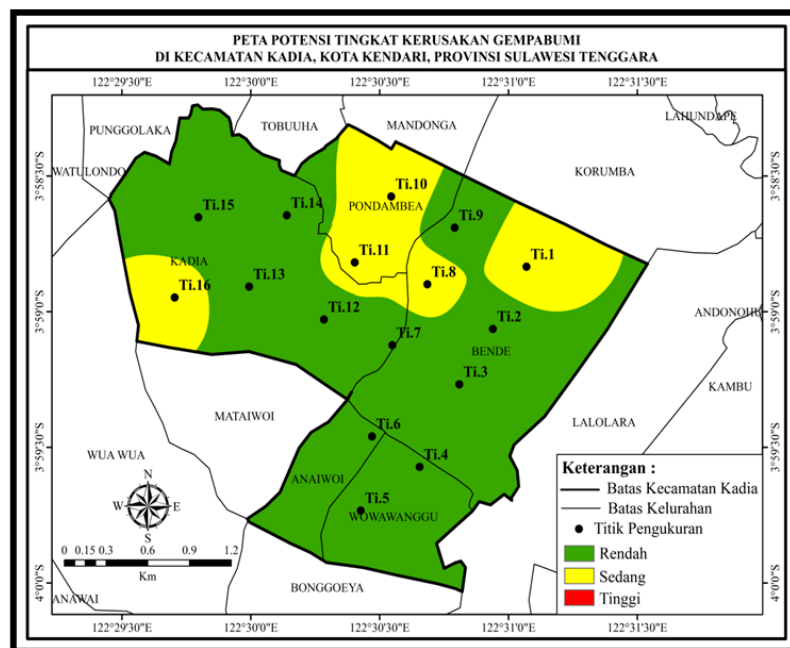 PETA POTENSI TINGKAT KERUSAKAN GEMPABUMI
DI KECAMATAN KADIA, KOTA KENDARI, PROVINSI SULAWESI TENGGARA
122°29'30"E 122°30'0"E 122°30'30"E 122°31'0"E 122°31'30"E
LAHUNDAPE
PUNGGOLAKA TOBUUHA MANDONGA
WATULONDO KORUMBA
3°58'30"S 3°58'30"S
Ti.10
PONDAMBEA
Ti.15 Ti.14 Ti.9
KADIA Ti.11 Ti.1
Ti.16 Ti.13 Ti.8
3°59'0"S 3°59'0"S
ANDONOHU
Ti.12 Ti.2
Ti.7 BENDE
Ti.3 KAMBU
MATAIWOI LALOLARA
Ti.6
3°59'30"S 3°59'30"S
WUA WUA Ti.4
ANAIWOI
Ti.5
WOWAWANGGU
N
W E
S
0 0.15 0.3 0.6 0.9 1.2
Km
BONGGOEYA
4°0'0"S 4°0'0"S
ANAWAI
Keterangan :
Batas Kecamatan Kadia
Batas Kelurahan
Titik Pengukuran
Rendah
Sedang
Tinggi
122°29'30"E 122°30'0"E 122°30'30"E 122°31'0"E 122°31'30"E